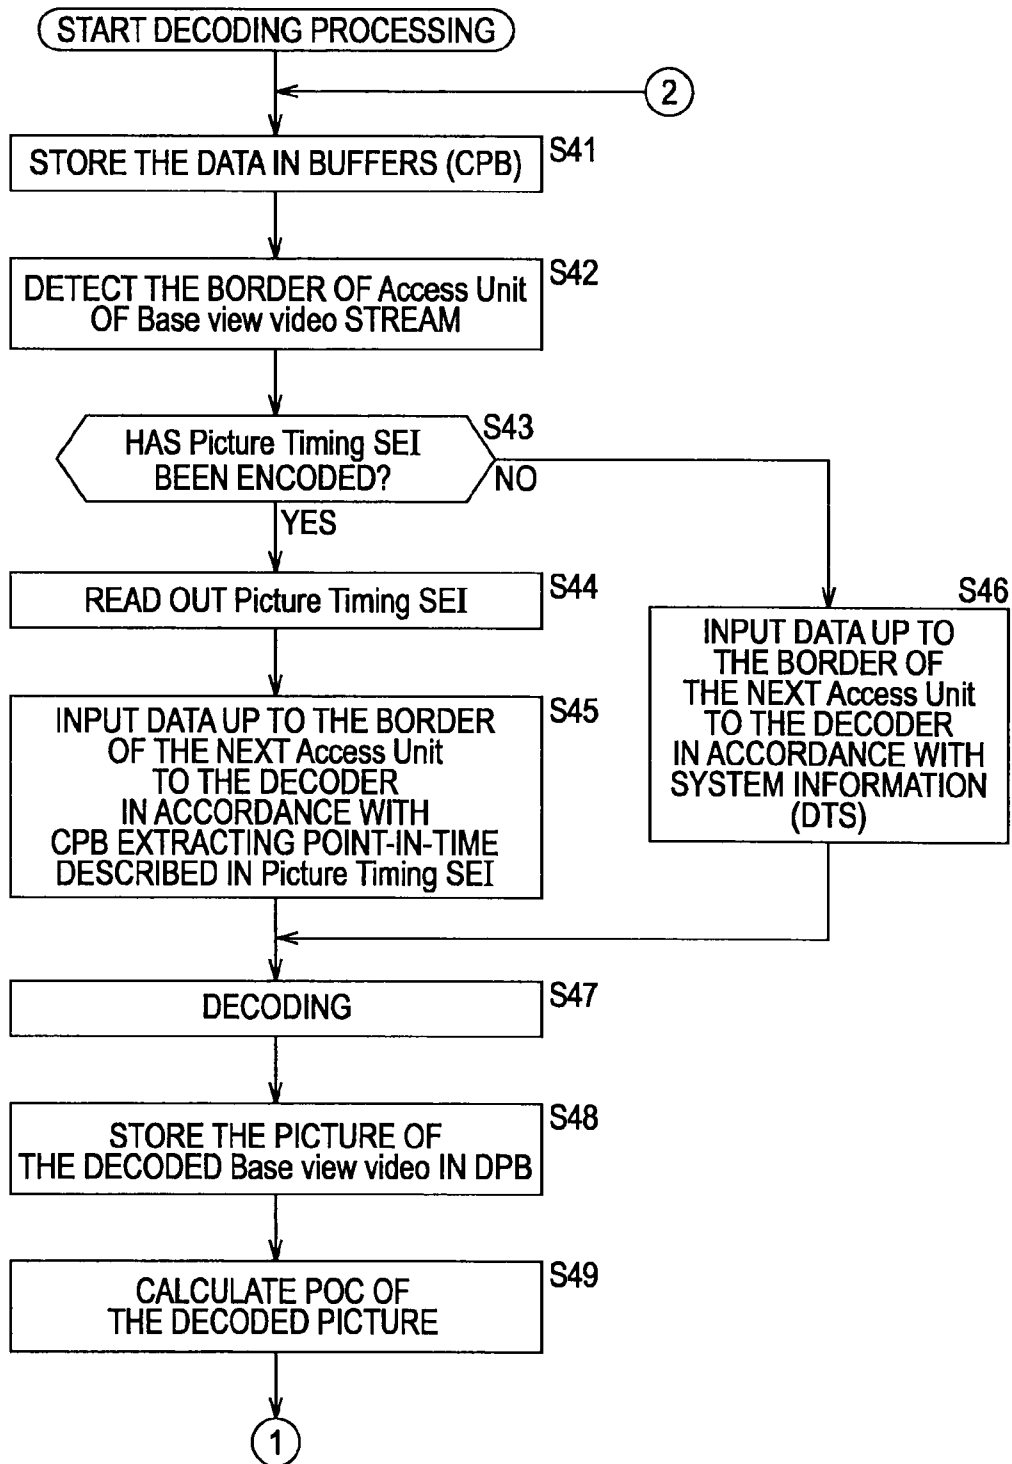 START DECODING PROCESSING
2
S41
STORE THE DATA IN BUFFERS (CPB)
S42
DETECT THE BORDER OF Access Unit
OF Base view video STREAM
S43
HAS Picture Timing SEI
BEEN ENCODED?
NO
YES
S44
READ OUT Picture Timing SEI
S46
INPUT DATA UP TO
THE BORDER OF
THE NEXT Access Unit
TO THE DECODER
IN ACCORDANCE WITH
SYSTEM INFORMATION
(DTS)
S45
INPUT DATA UP TO THE BORDER
OF THE NEXT Access Unit
TO THE DECODER
IN ACCORDANCE WITH
CPB EXTRACTING POINT-IN-TIME
DESCRIBED IN Picture Timing SEI
S47
DECODING
S48
STORE THE PICTURE OF
THE DECODED Base view video IN DPB
S49
CALCULATE POC OF
THE DECODED PICTURE
1